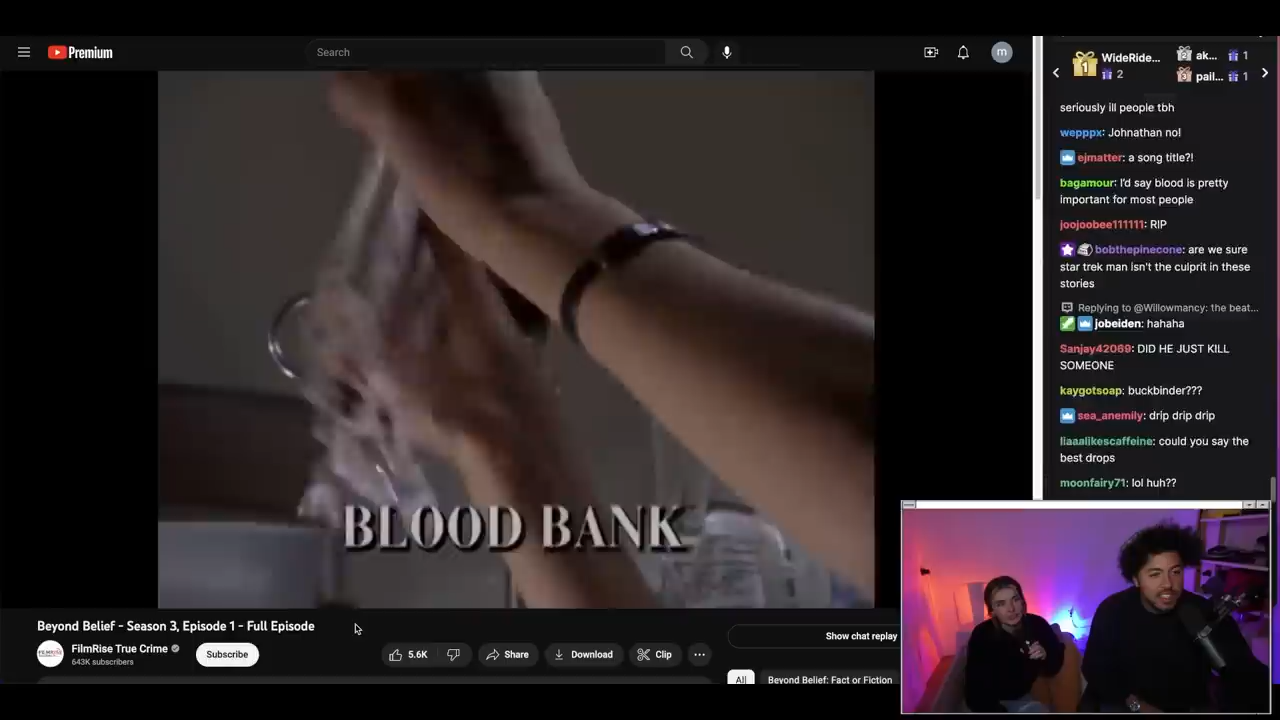 Premium
Search
m
BLOOD BANK
Beyond Belief - Season 3, Episode 1 - Full Episode
FILMRISE
FilmRise True Crime
643K subscribers
Subscribe
5.6K
Share
Download
Clip
Show chat replay
All
Beyond Belief: Fact or Fiction
1
WideRide...
2
2
ak...
1
3
pail...
1
seriously ill people tbh
wepppx: Johnathan no!
ejmatter: a song title?!
bagamour: I'd say blood is pretty
important for most people
joojoobee111111: RIP
bobthepinecone: are we sure
star trek man isn't the culprit in these
stories
Replying to @Willowmancy: the beat...
jobeiden: hahaha
Sanjay42069: DID HE JUST KILL
SOMEONE
kaygotsoap: buckbinder???
sea_anemily: drip drip drip
liaaalikescaffeine: could you say the
best drops
moonfairy71: lol huh??